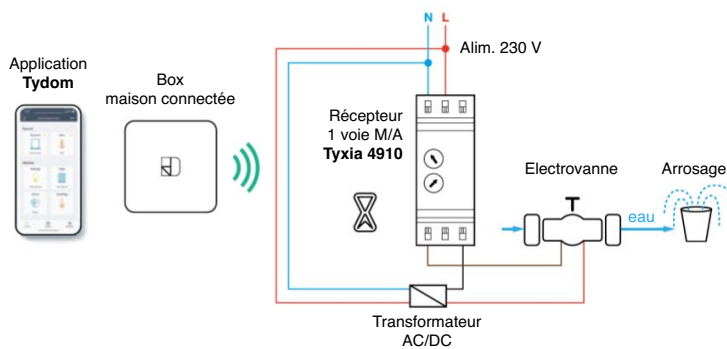 N L
Alim. 230 V
Application
Tydom
Box
maison connectée
Récepteur
1 voie M/A
Tyxia 4910
Electrovanne
Arrosage
eau
Transformateur
AC/DC